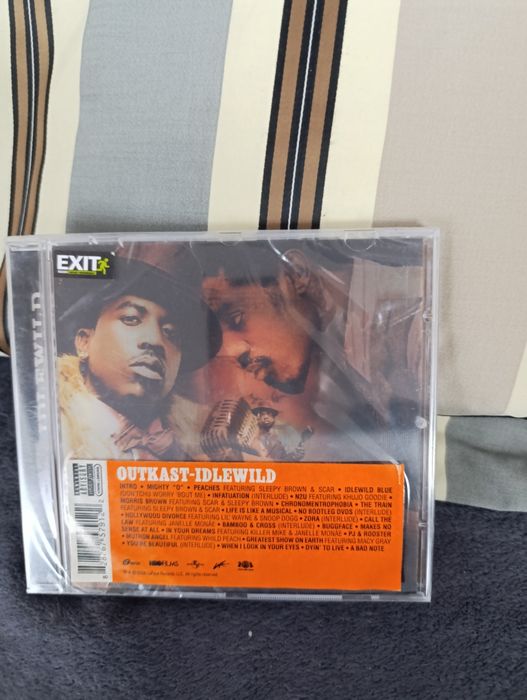 EXIT
IDLEWILD
OUTKAST-IDLEWILD
INTRO • MIGHTY "O" • PEACHES FEATURING SLEEPY BROWN & SCAR • IDLEWILD BLUE
(DON'TCHU WORRY 'BOUT ME) • INFATUATION (INTERLUDE) • N2U FEATURING KHUJO GOODIE •
MORRIS BROWN FEATURING SCAR & SLEEPY BROWN • CHRONOMENTROPHOBIA • THE TRAIN
FEATURING SLEEPY BROWN & SCAR • LIFE IS LIKE A MUSICAL • NO BOOTLEG DVDS (INTERLUDE)
• HOLLYWOOD DIVORCE FEATURING LIL' WAYNE & SNOOP DOGG • ZORA (INTERLUDE) • CALL THE
LAW FEATURING JANELLE MONÁE • BAMBOO & CROSS (INTERLUDE) • BUGGFACE • MAKES NO
SENSE AT ALL • IN YOUR DREAMS FEATURING KILLER MIKE & JANELLE MONÁE • PJ & ROOSTER
• MUTRON ANGEL FEATURING WHILD PEACH • GREATEST SHOW ON EARTH FEATURING MACY GRAY
• YOU'RE BEAUTIFUL (INTERLUDE) • WHEN I LOOK IN YOUR EYES • DYIN' TO LIVE • A BAD NOTE
HBO FILMS